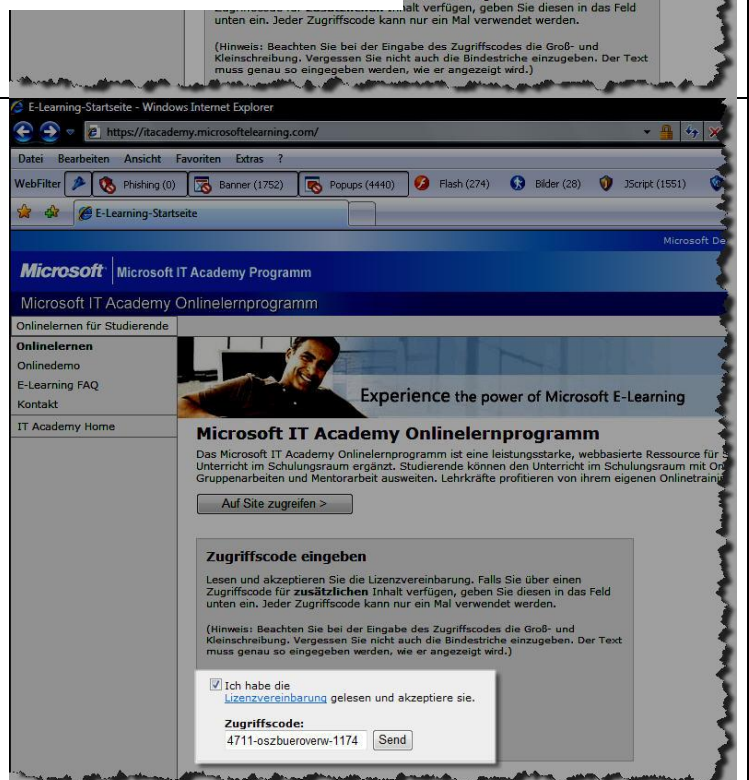 Zugriffscode für zusätzlichen Inhalt verfügen, geben Sie diesen in das Feld
unten ein. Jeder Zugriffscode kann nur ein Mal verwendet werden.
(Hinweis: Beachten Sie bei der Eingabe des Zugriffscodes die Groß- und
Kleinschreibung. Vergessen Sie nicht auch die Bindestriche einzugeben. Der Text
muss genau so eingegeben werden, wie er angezeigt wird.)
E-Learning-Startseite - Windows Internet Explorer
https://itacademy.microsoftelearning.com/
Datei Bearbeiten Ansicht Favoriten Extras ?
WebFilter Phishing (0) Banner (1752) Popups (4440) Flash (274) Bilder (28) JScript (1551)
E-Learning-Startseite
Microsoft De
Microsoft Microsoft IT Academy Programm
Microsoft IT Academy Onlinelernprogramm
Onlinelernen für Studierende
Onlinelernen
Onlinedemo
E-Learning FAQ
Kontakt
IT Academy Home
Experience the power of Microsoft E-Learning
Microsoft IT Academy Onlinelernprogramm
Das Microsoft IT Academy Onlinelernprogramm ist eine leistungsstarke, webbasierte Ressource für
Unterricht im Schulungsraum ergänzt. Studierende können den Unterricht im Schulungsraum mit On
Gruppenarbeiten und Mentorarbeit ausweiten. Lehrkräfte profitieren von ihrem eigenen Onlinetraini
Auf Site zugreifen >
Zugriffscode eingeben
Lesen und akzeptieren Sie die Lizenzvereinbarung. Falls Sie über einen
Zugriffscode für zusätzlichen Inhalt verfügen, geben Sie diesen in das Feld
unten ein. Jeder Zugriffscode kann nur ein Mal verwendet werden.
(Hinweis: Beachten Sie bei der Eingabe des Zugriffscodes die Groß- und
Kleinschreibung. Vergessen Sie nicht auch die Bindestriche einzugeben. Der Text
muss genau so eingegeben werden, wie er angezeigt wird.)
Ich habe die
Lizenzvereinbarung gelesen und akzeptiere sie.
Zugriffscode:
4711-oszbueroverw-1174 Send